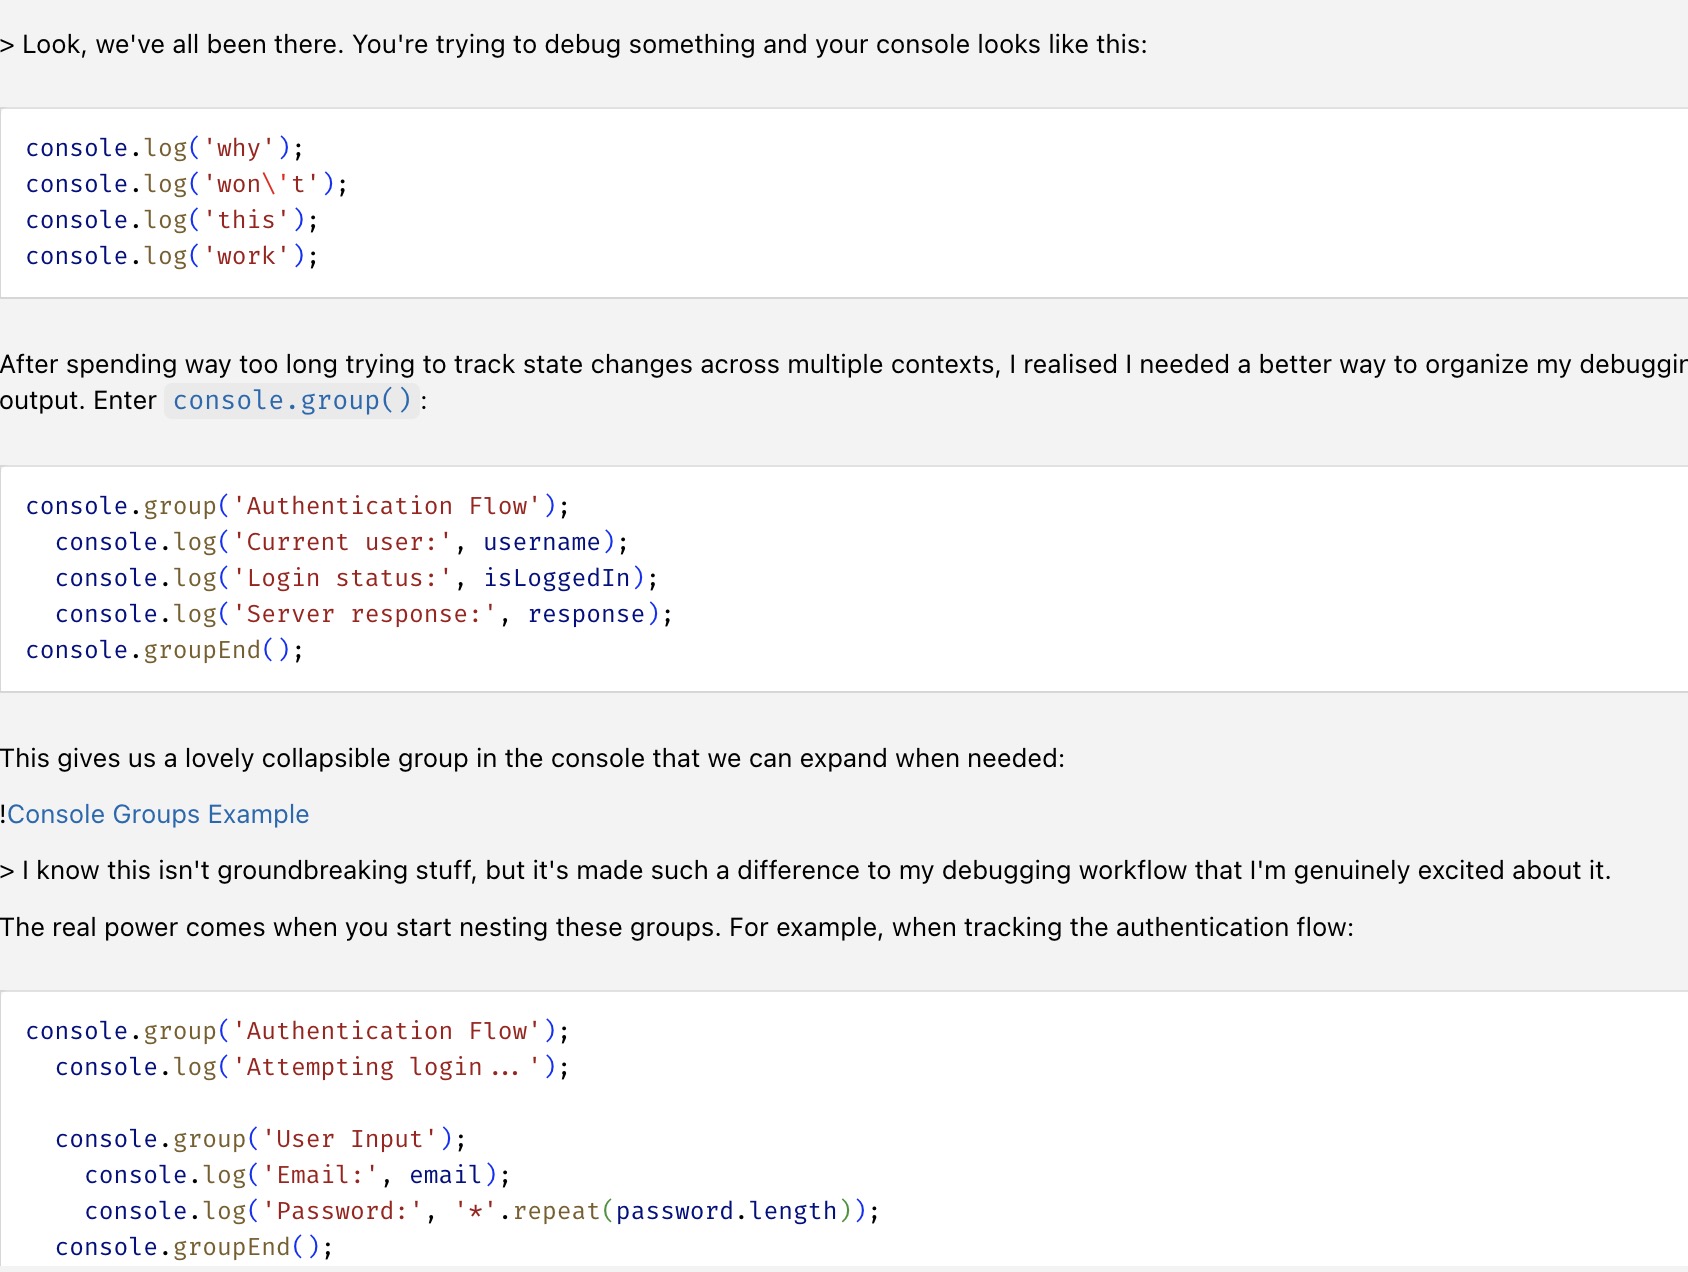 > Look, we've all been there. You're trying to debug something and your console looks like this:
console.log('why');
console.log('won\'t');
console.log('this');
console.log('work');
After spending way too long trying to track state changes across multiple contexts, I realised I needed a better way to organize my debuggin
output. Enter console.group():
console.group('Authentication Flow');
  console.log('Current user:', username);
  console.log('Login status:', isLoggedIn);
  console.log('Server response:', response);
console.groupEnd();
This gives us a lovely collapsible group in the console that we can expand when needed:
!Console Groups Example
> I know this isn't groundbreaking stuff, but it's made such a difference to my debugging workflow that I'm genuinely excited about it.
The real power comes when you start nesting these groups. For example, when tracking the authentication flow:
console.group('Authentication Flow');
  console.log('Attempting login...');
  console.group('User Input');
    console.log('Email:', email);
    console.log('Password:', '*'.repeat(password.length));
  console.groupEnd();